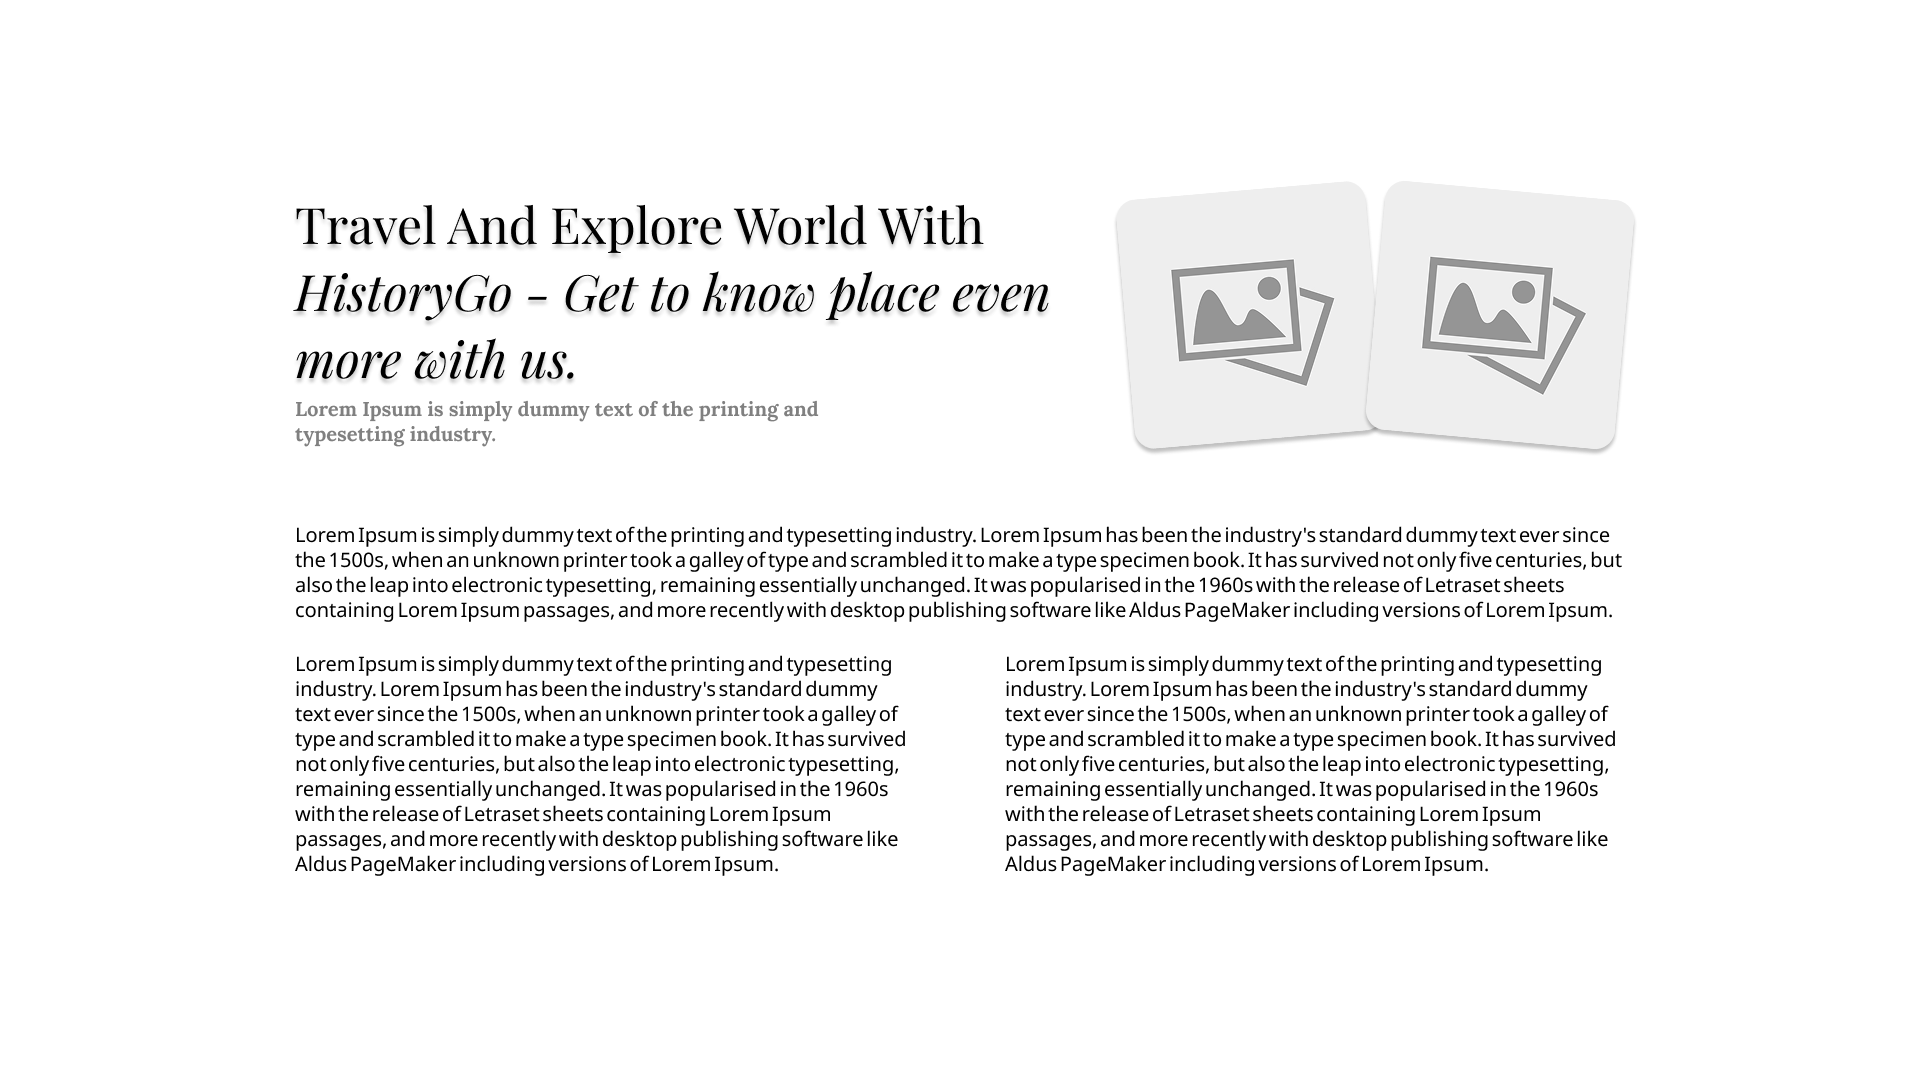 Travel And Explore World With
HistoryGo - Get to know place even
more with us.
Lorem Ipsum is simply dummy text of the printing and
typesetting industry.
Lorem Ipsum is simply dummy text of the printing and typesetting industry. Lorem Ipsum has been the industry's standard dummy text ever since
the 1500s, when an unknown printer took a galley of type and scrambled it to make a type specimen book. It has survived not only five centuries, but
also the leap into electronic typesetting, remaining essentially unchanged. It was popularised in the 1960s with the release of Letraset sheets
containing Lorem Ipsum passages, and more recently with desktop publishing software like Aldus PageMaker including versions of Lorem Ipsum.
Lorem Ipsum is simply dummy text of the printing and typesetting
industry. Lorem Ipsum has been the industry's standard dummy
text ever since the 1500s, when an unknown printer took a galley of
type and scrambled it to make a type specimen book. It has survived
not only five centuries, but also the leap into electronic typesetting,
remaining essentially unchanged. It was popularised in the 1960s
with the release of Letraset sheets containing Lorem Ipsum
passages, and more recently with desktop publishing software like
Aldus PageMaker including versions of Lorem Ipsum.
Lorem Ipsum is simply dummy text of the printing and typesetting
industry. Lorem Ipsum has been the industry's standard dummy
text ever since the 1500s, when an unknown printer took a galley of
type and scrambled it to make a type specimen book. It has survived
not only five centuries, but also the leap into electronic typesetting,
remaining essentially unchanged. It was popularised in the 1960s
with the release of Letraset sheets containing Lorem Ipsum
passages, and more recently with desktop publishing software like
Aldus PageMaker including versions of Lorem Ipsum.